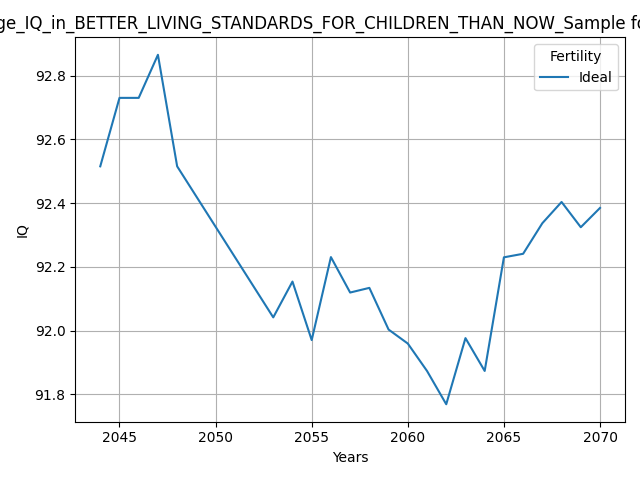 ge_IQ_in_BETTER_LIVING_STANDARDS_FOR_CHILDREN_THAN_NOW_Sample fo
Fertility
Ideal
92.8
92.6
92.4
92.2
92.0
91.8
IQ
2045 2050 2055 2060 2065 2070
Years